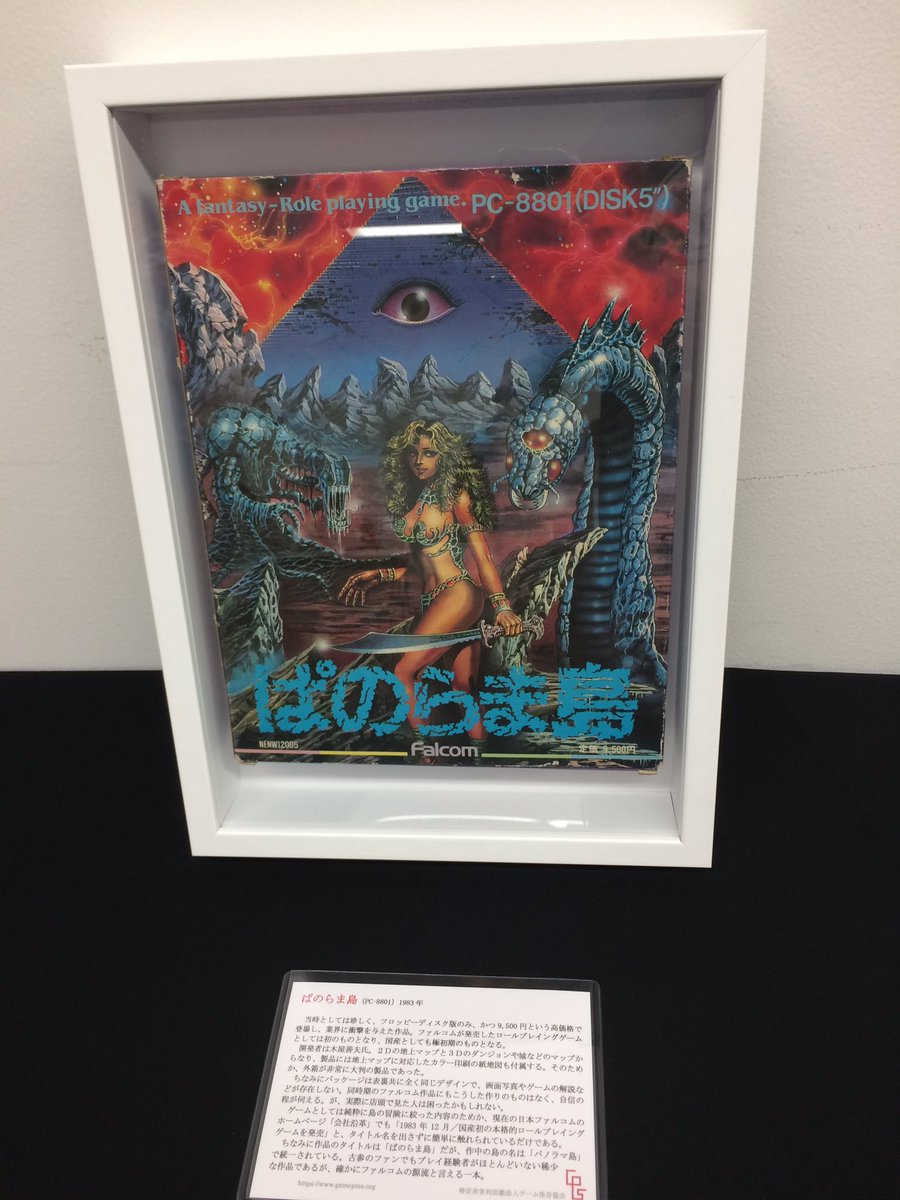 A fantasy-Role playing game. PC-8801(DISK5")
ぱのらま島
NENW12005
Falcom
定価 9,500円
ぱのらま島 (PC-8801) 1983年
当時としては珍しく、フロッピーディスク版のみ、かつ9,500円という高価格で
登場し、業界に衝撃を与えた作品。ファルコムが発売したロールプレイングゲーム
としては初のものとなり、国産としても極初期のものとなる。
開発者は木屋善夫氏。2Dの地上マップと3Dのダンジョンや城などのマップか
らなり、製品には地上マップに対応したカラー印刷の紙地図も付属する。そのため
か、外箱が非常に大判の製品であった。
ちなみにパッケージは表裏共に全く同じデザインで、画面写真やゲームの解説な
どが存在しない。同時期のファルコム作品にもこうした作りのものはなく、自信の
程が伺える。が、実際に店頭で見た人は困ったかもしれない。
ゲームとしては純粋に島の冒険に絞った内容のためか、現在の日本ファルコムの
ホームページ「会社沿革」でも「1983年12月／国産初の本格的ロールプレイング
ゲームを発売」と、タイトル名を出さずに簡単に触れられているだけである。
ちなみに作品のタイトルは「ぱのらま島」だが、作中の島の名は「パノラマ島」
で統一されている。古参のファンでもプレイ経験者がほとんどいない稀少
な作品であるが、確かにファルコムの源流と言える一本。
https://www.gamepres.org
特定非営利活動法人ゲーム保存協会